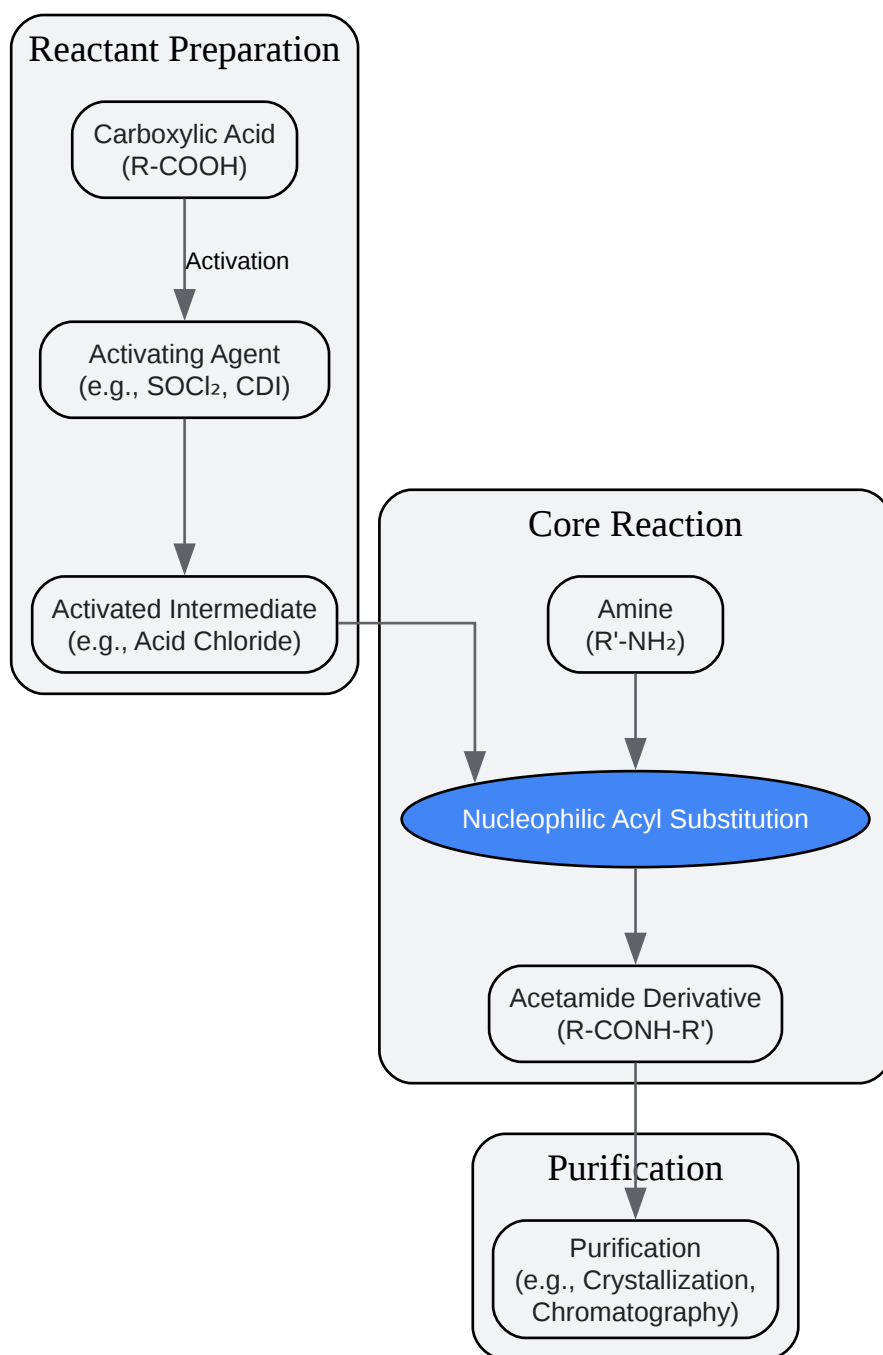 Reactant Preparation
Carboxylic Acid
(R-COOH)
Activation
Activating Agent
(e.g., SOCl₂, CDI)
Activated Intermediate
(e.g., Acid Chloride)
Core Reaction
Amine
(R'-NH₂)
Nucleophilic Acyl Substitution
Acetamide Derivative
(R-CONH-R')
Purification
Purification
(e.g., Crystallization,
Chromatography)